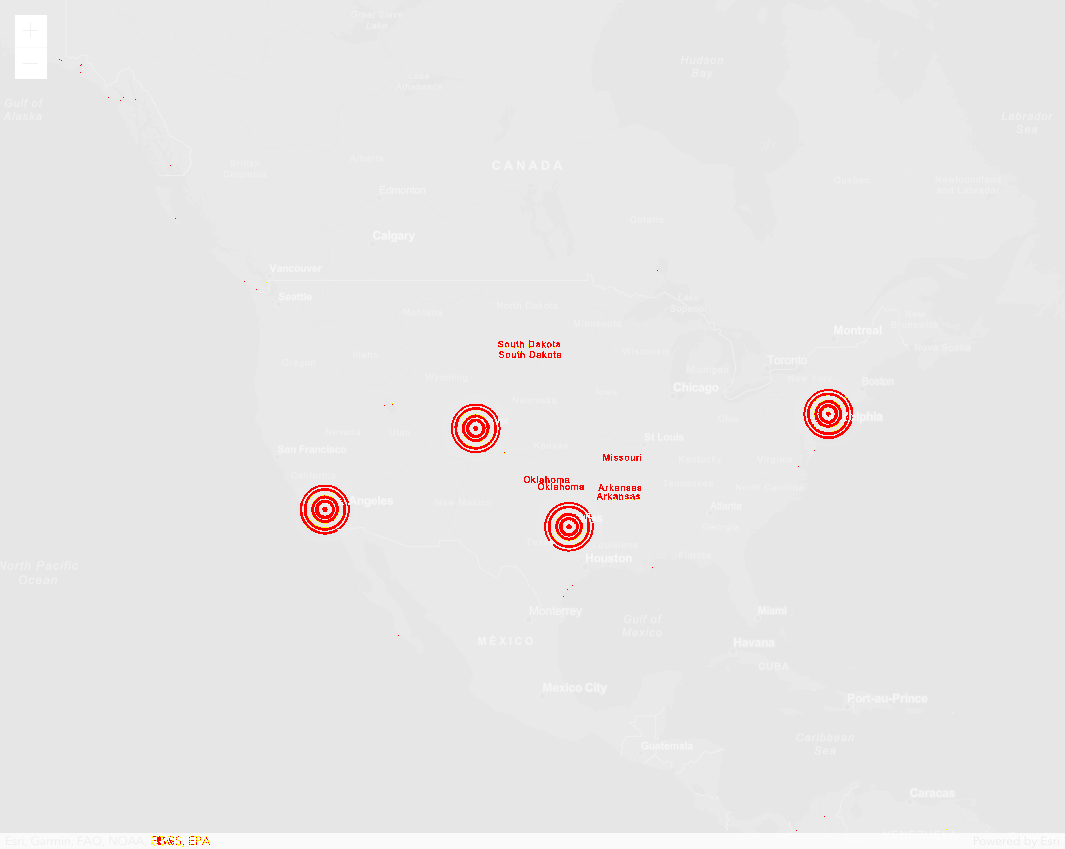 Great Slave
Lake
Lake
Athabasca
Hudson
Bay
Gulf of
Alaska
Labrador
Sea
CANADA
British
Columbia
Alberta
Edmonton
Quebec
Newfoundland
and Labrador
Ontario
Calgary
Vancouver
Seattle
Montana
North Dakota
Minnesota
Lake
Superior
Montreal
New
Brunswick
Nova Scotia
South Dakota
South Dakota
Wisconsin
Oregon
Idaho
Michigan
Toronto
Wyoming
Chicago
New York
Boston
Nebraska
Iowa
lphia
Nevada
Utah
Ohio
San Francisco
Kansas
St Louis
Missouri
Kentucky
Virginia
California
Oklahoma
Oklahoma
Arkansas
Arkansas
Tennessee
North Carolina
Angeles
New Mexico
Atlanta
Georgia
Houston
Florida
North Pacific
Ocean
Monterrey
Miami
Gulf of
Mexico
MÉXICO
Havana
CUBA
Mexico City
Port-au-Prince
Guatemala
Caribbean
Sea
Caracas
Esri, Garmin, FAO, NOAA, EPA
Powered by Esri